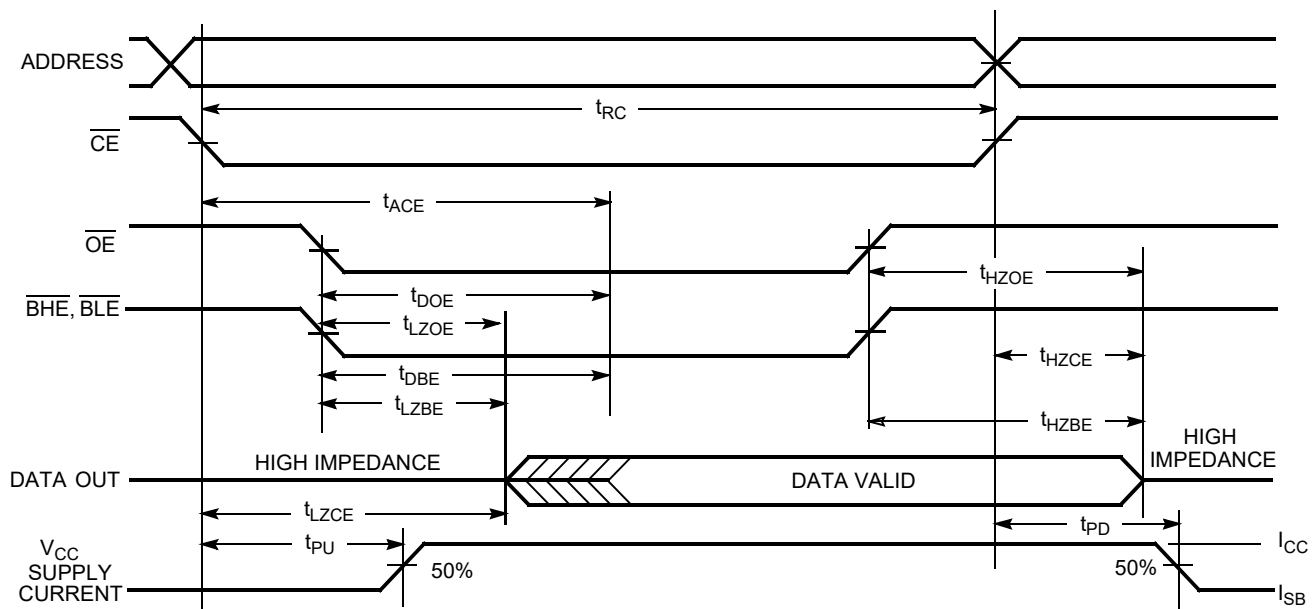 ADDRESS
tRC
CE
tACE
OE
tHZOE
tDOE
BHE, BLE
tLZOE
tHZCE
tDBE
tLZBE
tHZBE
HIGH
IMPEDANCE
HIGH IMPEDANCE
DATA OUT
DATA VALID
tLZCE
tPD
tPU
VCC
SUPPLY
CURRENT
50%
50%
ICC
ISB